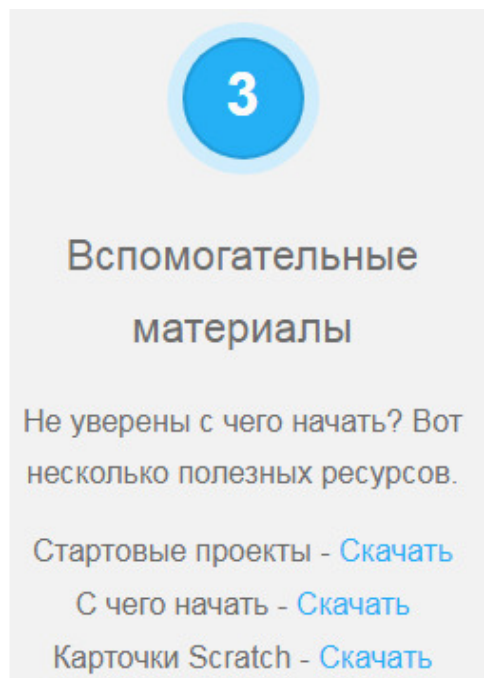 3
Вспомогательные
материалы
Не уверены с чего начать? Вот
несколько полезных ресурсов.
Стартовые проекты - Скачать
С чего начать - Скачать
Карточки Scratch - Скачать